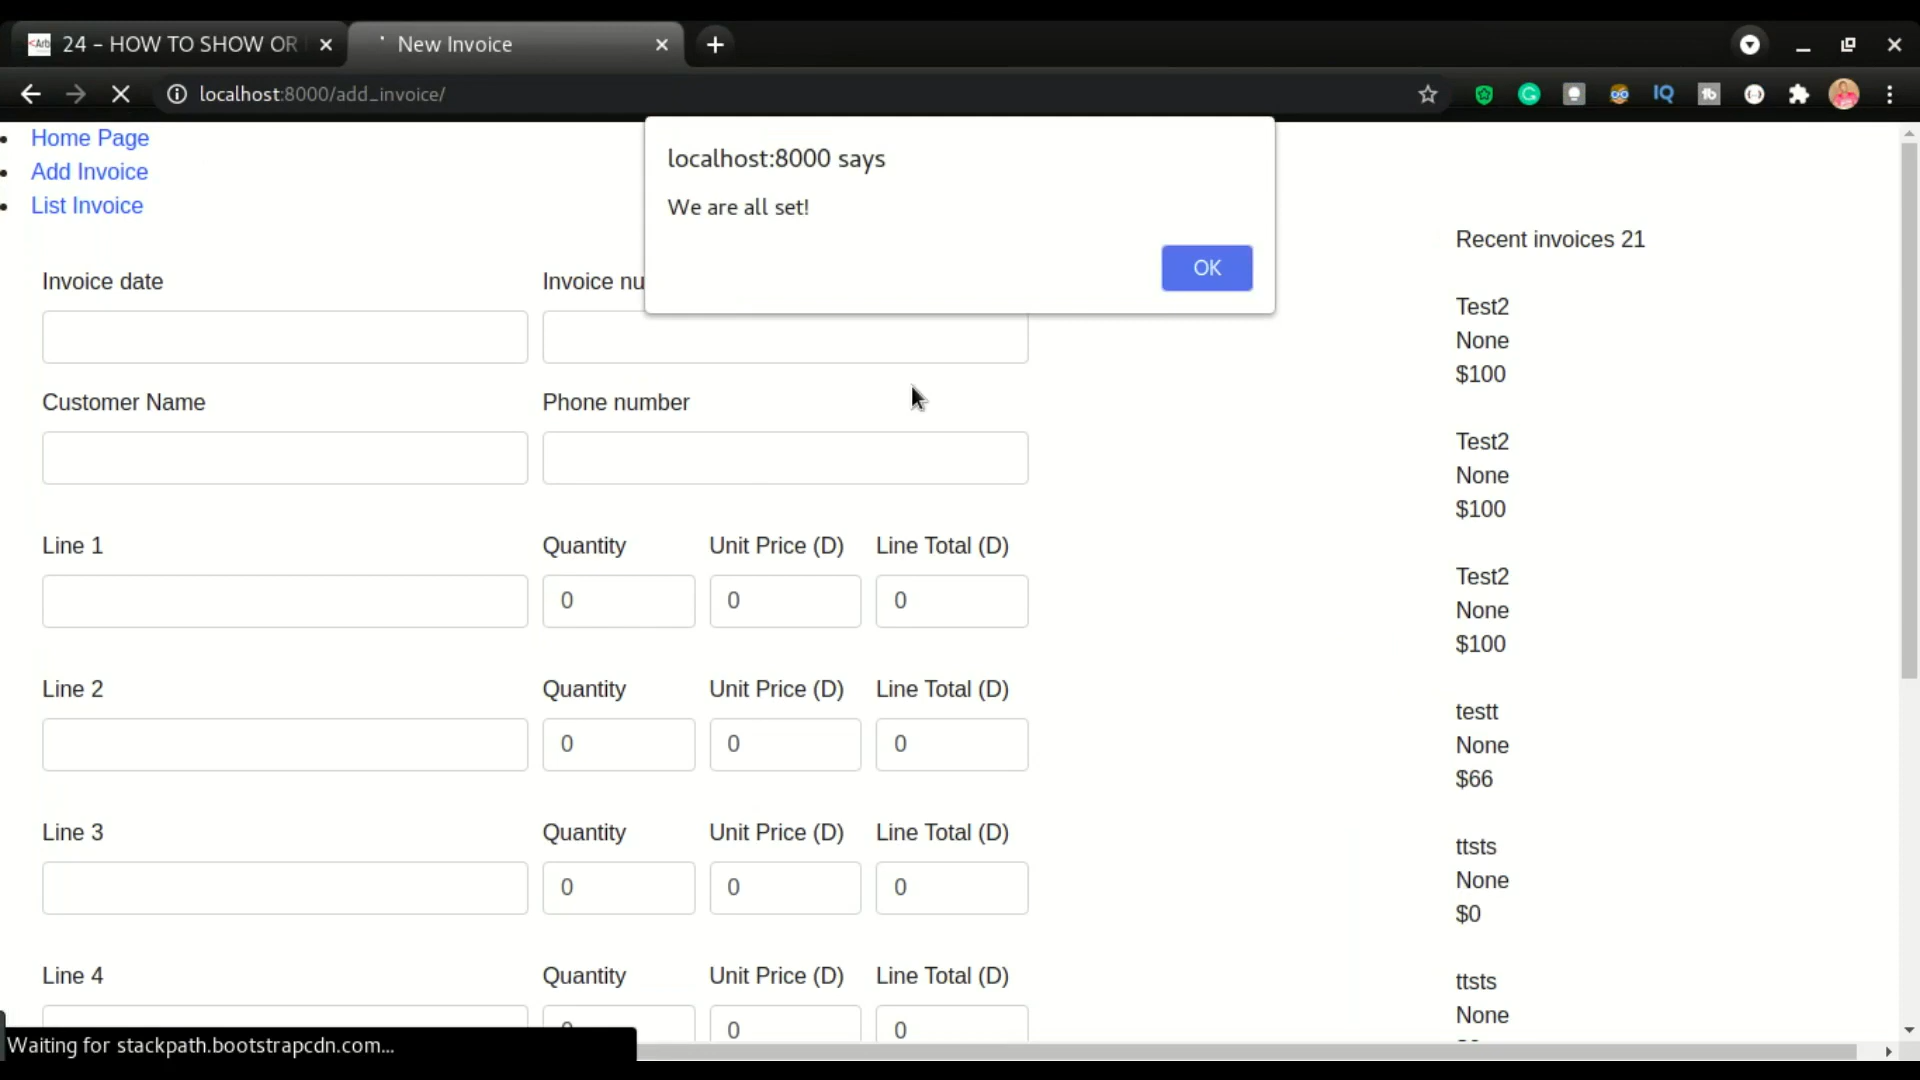 24 – HOW TO SHOW OR
New Invoice
localhost:8000/add_invoice/
Home Page
Add Invoice
List Invoice
localhost:8000 says
We are all set!
OK
Invoice date
Invoice nu
Customer Name
Phone number
Line 1
Quantity
Unit Price (D)
Line Total (D)
0
0
0
Line 2
Quantity
Unit Price (D)
Line Total (D)
0
0
0
Line 3
Quantity
Unit Price (D)
Line Total (D)
0
0
0
Line 4
Quantity
Unit Price (D)
Line Total (D)
0
0
0
Recent invoices 21
Test2
None
$100
Test2
None
$100
Test2
None
$100
testt
None
$66
ttsts
None
$0
ttsts
None
Waiting for stackpath.bootstrapcdn.com...